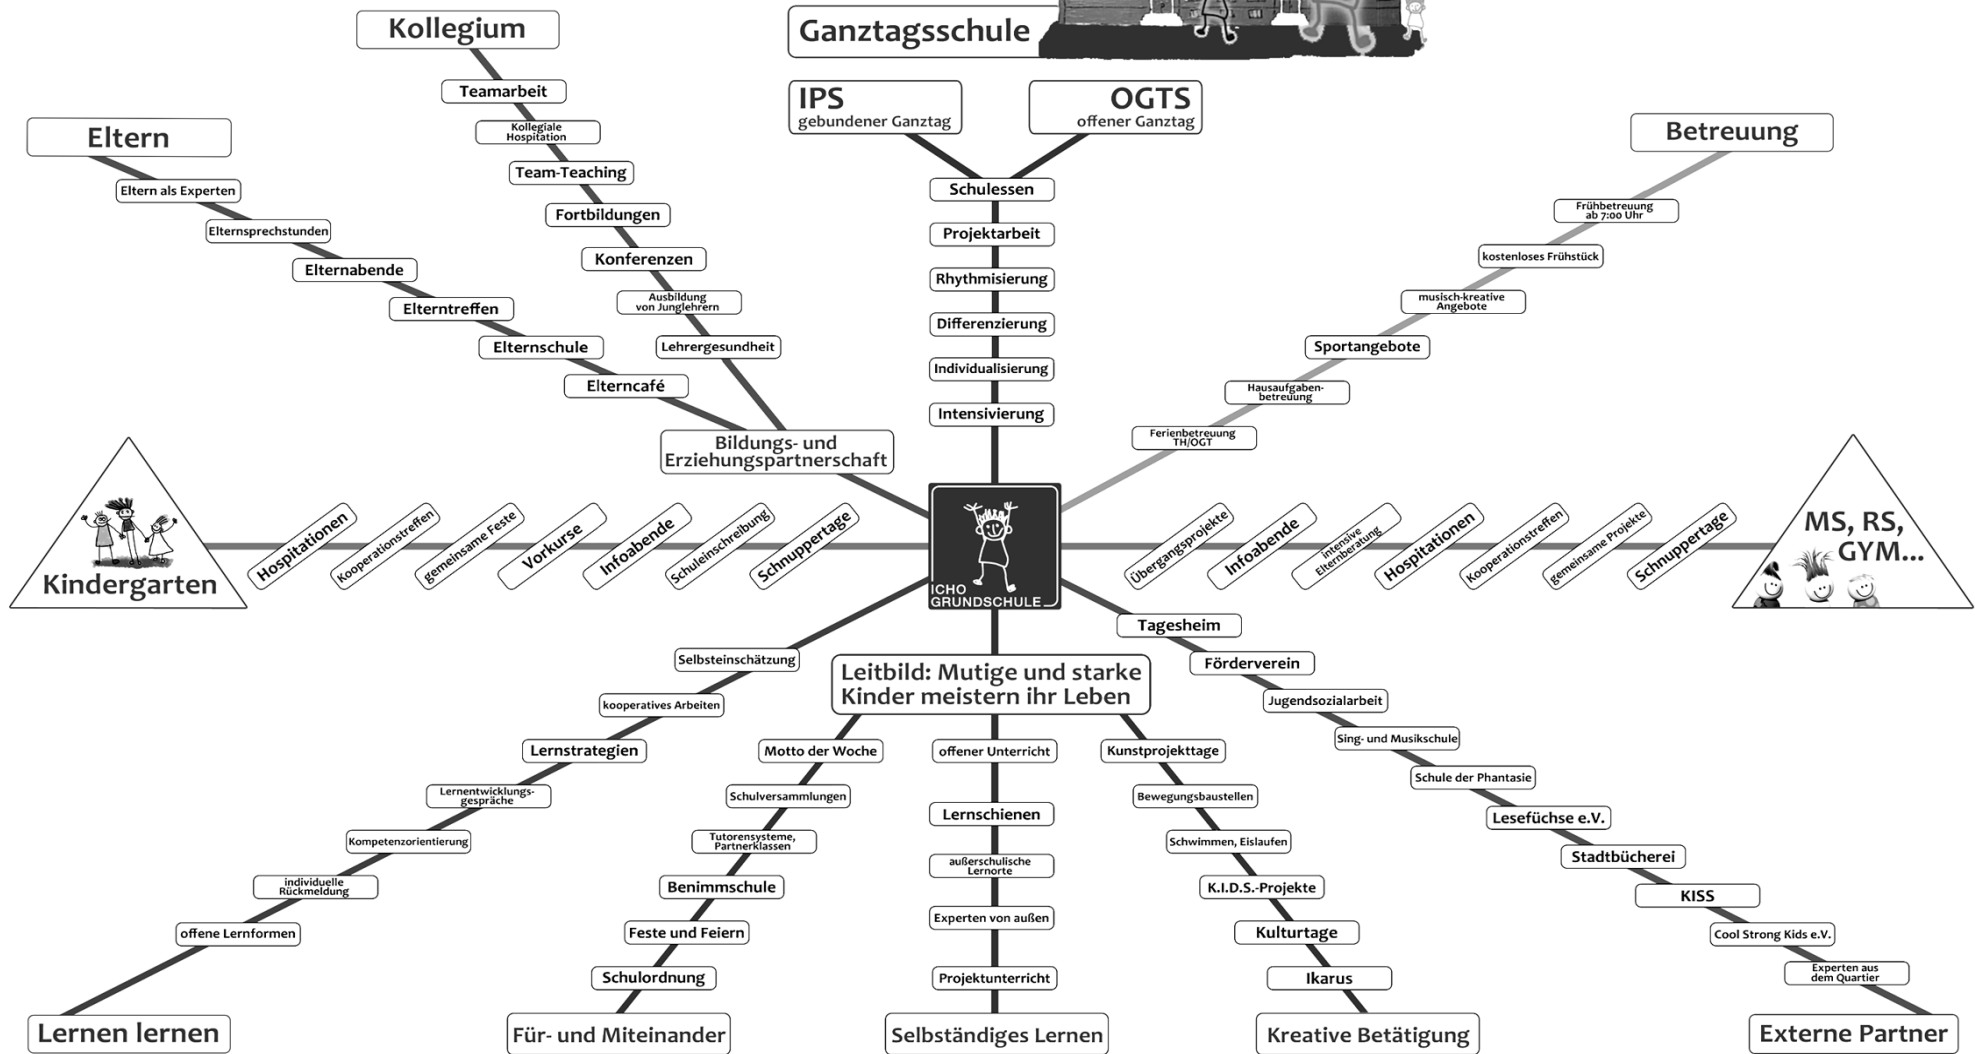 Kollegium
Teamarbeit
Kollegiale
Hospitation
Team-Teaching
Fortbildungen
Konferenzen
Ausbildung
von Junglehrern
Lehrergesundheit
Eltern
Eltern als Experten
Elternsprechstunden
Elternabende
Elterntreffen
Elternschule
Elterncafé
Bildungs- und
Erziehungspartnerschaft
Ganztagsschule
IPS
gebundener Ganztag
OGTS
offener Ganztag
Schulessen
Projektarbeit
Rhythmisierung
Differenzierung
Individualisierung
Intensivierung
Betreuung
Frühbetreuung
ab 7:00 Uhr
kostenloses Frühstück
musisch-kreative
Angebote
Sportangebote
Hausaufgaben-
betreuung
Ferienbetreuung
TH/OGT
Kindergarten
Hospitationen
Kooperationstreffen
gemeinsame Feste
Vorkurse
Infoabende
Schuleinschreibung
Schnuppertage
ICHO
GRUNDSCHULE
Übergangsprojekte
Infoabende
intensive
Elternberatung
Hospitationen
Kooperationstreffen
gemeinsame Projekte
Schnuppertage
MS, RS,
GYM...
Selbsteinschätzung
kooperatives Arbeiten
Lernstrategien
Lernentwicklungs-
gespräche
Kompetenzorientierung
individuelle
Rückmeldung
offene Lernformen
Lernen lernen
Leitbild: Mutige und starke
Kinder meistern ihr Leben
Motto der Woche
Schulversammlungen
Tutorensysteme,
Partnerklassen
Benimmschule
Feste und Feiern
Schulordnung
Für- und Miteinander
offener Unterricht
Lernschienen
außerschulische
Lernorte
Experten von außen
Projektunterricht
Selbständiges Lernen
Kunstprojekttage
Bewegungsbaustellen
Schwimmen, Eislaufen
K.I.D.S.-Projekte
Kulturtage
Ikarus
Kreative Betätigung
Tagesheim
Förderverein
Jugendsozialarbeit
Sing- und Musikschule
Schule der Phantasie
Lesefüchse e.V.
Stadtbücherei
KISS
Cool Strong Kids e.V.
Experten aus
dem Quartier
Externe Partner